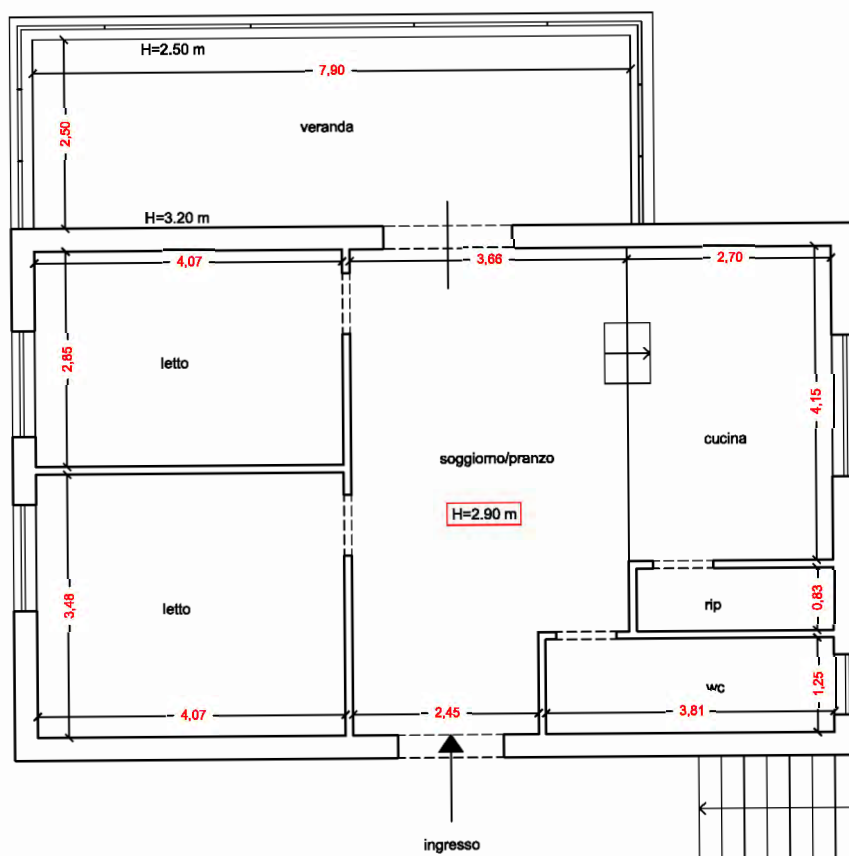 H=2.50 m
7,90
2,50
veranda
H=3.20 m
4,07
3,66
2,70
2,85
letto
4,15
cucina
soggiorno/pranzo
H=2.90 m
3,48
letto
rip
0,83
wc
1,25
4,07
2,45
3,81
ingresso